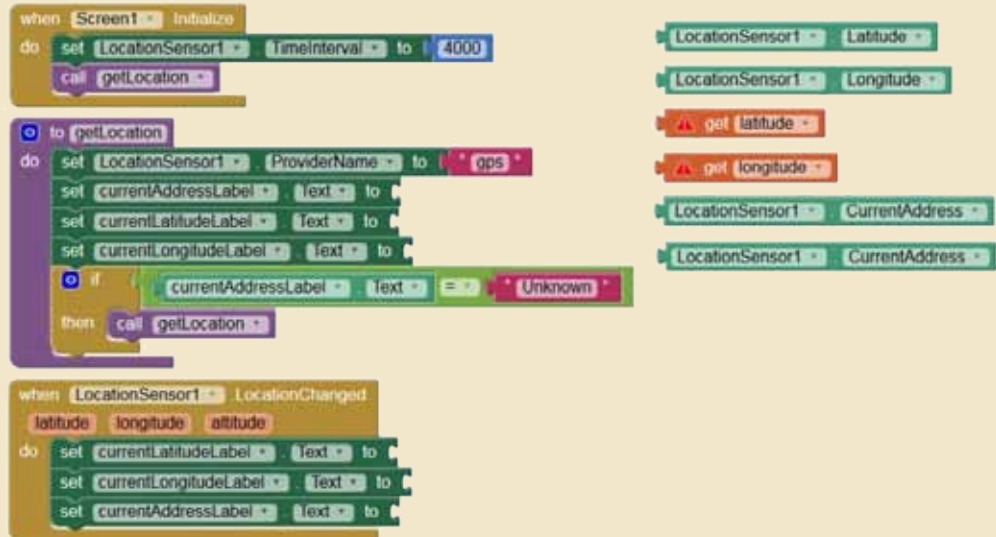 when Screen1 Initialize
do set LocationSensor1 . TimeInterval to 4000
call getLocation
to getLocation
do set LocationSensor1 . ProviderName to " gps "
set currentAddressLabel . Text to
set currentLatitudeLabel . Text to
set currentLongitudeLabel . Text to
if currentAddressLabel . Text = " Unknown "
then call getLocation
when LocationSensor1 .LocationChanged
latitude longitude altitude
do set currentLatitudeLabel . Text to
set currentLongitudeLabel . Text to
set currentAddressLabel . Text to
LocationSensor1 . Latitude
LocationSensor1 . Longitude
get latitude
get longitude
LocationSensor1 . CurrentAddress
LocationSensor1 . CurrentAddress